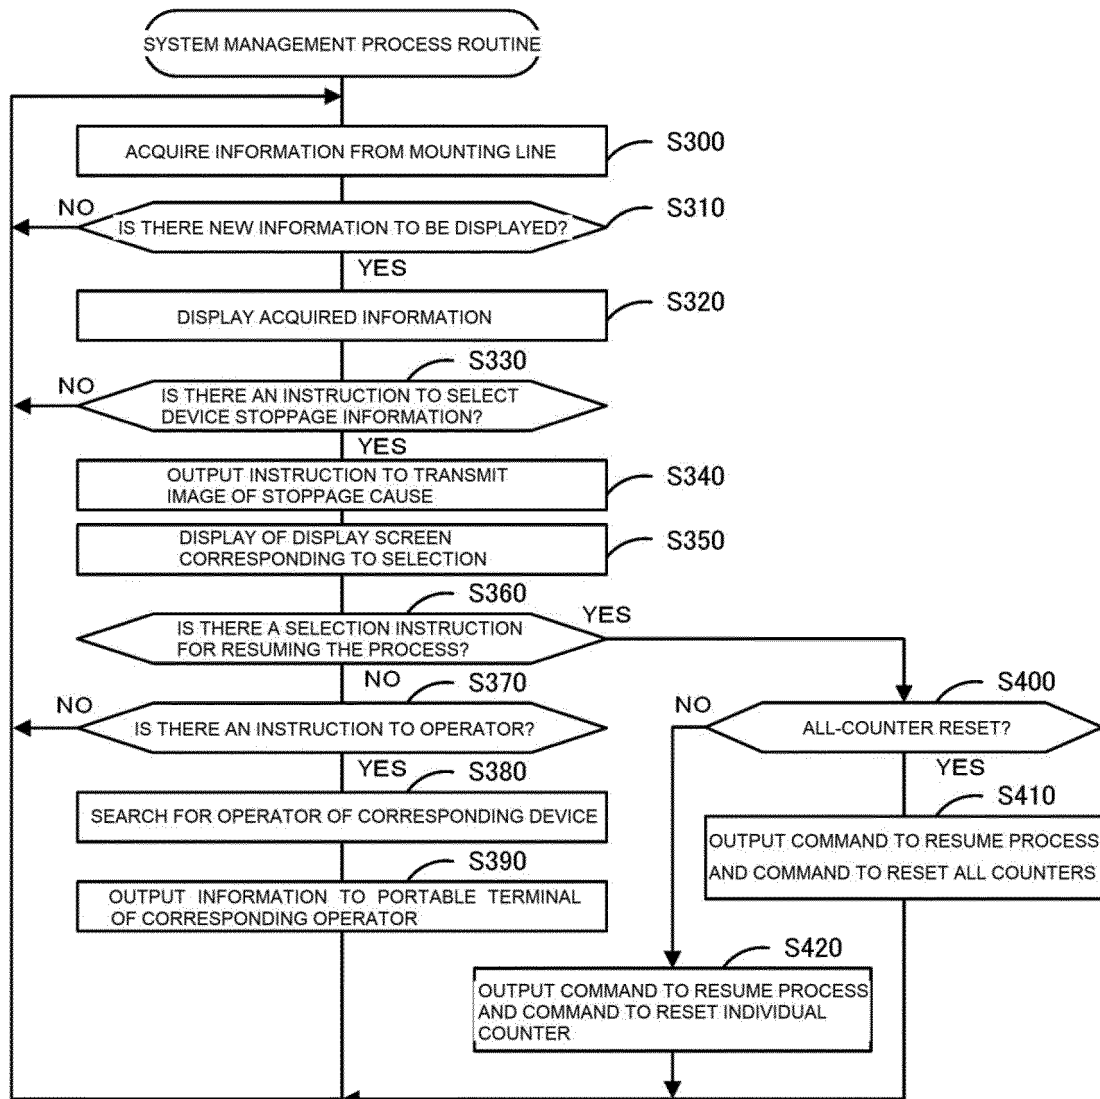 SYSTEM MANAGEMENT PROCESS ROUTINE
ACQUIRE INFORMATION FROM MOUNTING LINE
S300
NO
IS THERE NEW INFORMATION TO BE DISPLAYED?
S310
YES
DISPLAY ACQUIRED INFORMATION
S320
S330
NO
IS THERE AN INSTRUCTION TO SELECT
DEVICE STOPPAGE INFORMATION?
YES
OUTPUT INSTRUCTION TO TRANSMIT
IMAGE OF STOPPAGE CAUSE
S340
DISPLAY OF DISPLAY SCREEN
CORRESPONDING TO SELECTION
S350
S360
YES
IS THERE A SELECTION INSTRUCTION
FOR RESUMING THE PROCESS?
NO
S370
NO
IS THERE AN INSTRUCTION TO OPERATOR?
YES
S380
SEARCH FOR OPERATOR OF CORRESPONDING DEVICE
S390
OUTPUT INFORMATION TO PORTABLE TERMINAL
OF CORRESPONDING OPERATOR
S400
NO
ALL-COUNTER RESET?
YES
S410
OUTPUT COMMAND TO RESUME PROCESS
AND COMMAND TO RESET ALL COUNTERS
S420
OUTPUT COMMAND TO RESUME PROCESS
AND COMMAND TO RESET INDIVIDUAL
COUNTER